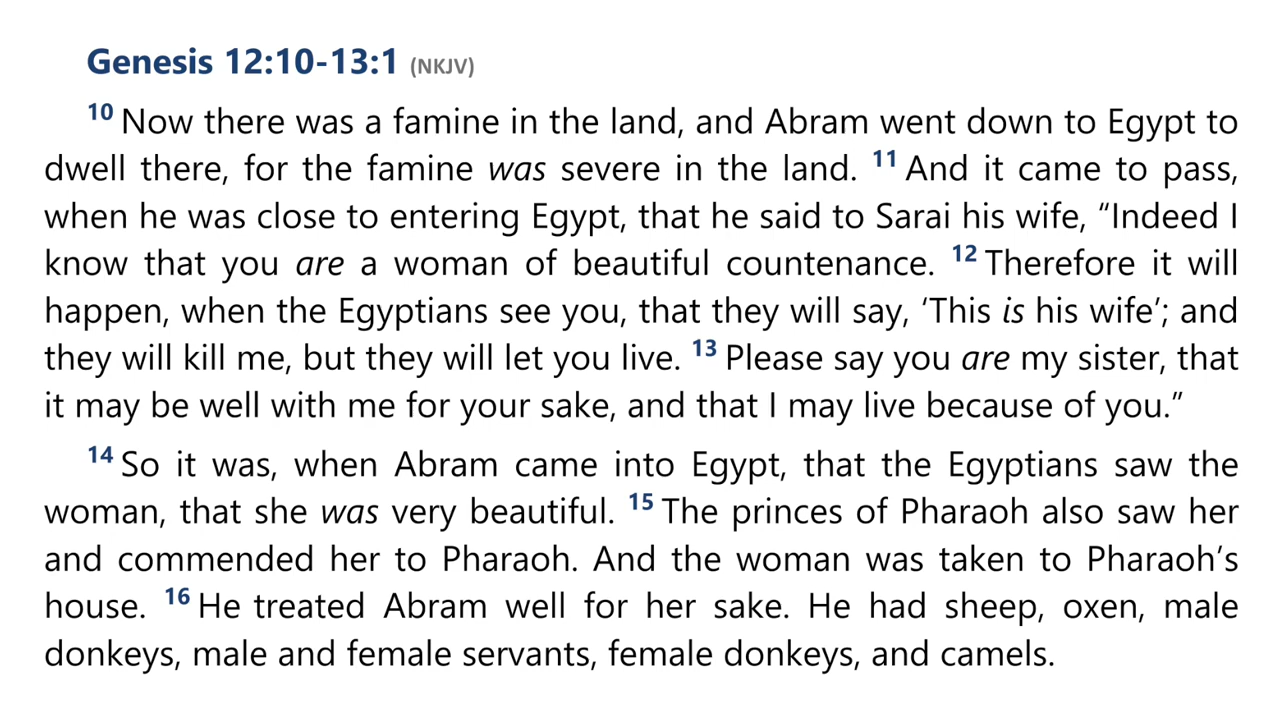 Genesis 12:10-13:1 (NKJV)
10 Now there was a famine in the land, and Abram went down to Egypt to
dwell there, for the famine was severe in the land. 11 And it came to pass,
when he was close to entering Egypt, that he said to Sarai his wife, “Indeed I
know that you are a woman of beautiful countenance. 12 Therefore it will
happen, when the Egyptians see you, that they will say, ‘This is his wife’; and
they will kill me, but they will let you live. 13 Please say you are my sister, that
it may be well with me for your sake, and that I may live because of you.”
14 So it was, when Abram came into Egypt, that the Egyptians saw the
woman, that she was very beautiful. 15 The princes of Pharaoh also saw her
and commended her to Pharaoh. And the woman was taken to Pharaoh’s
house. 16 He treated Abram well for her sake. He had sheep, oxen, male
donkeys, male and female servants, female donkeys, and camels.